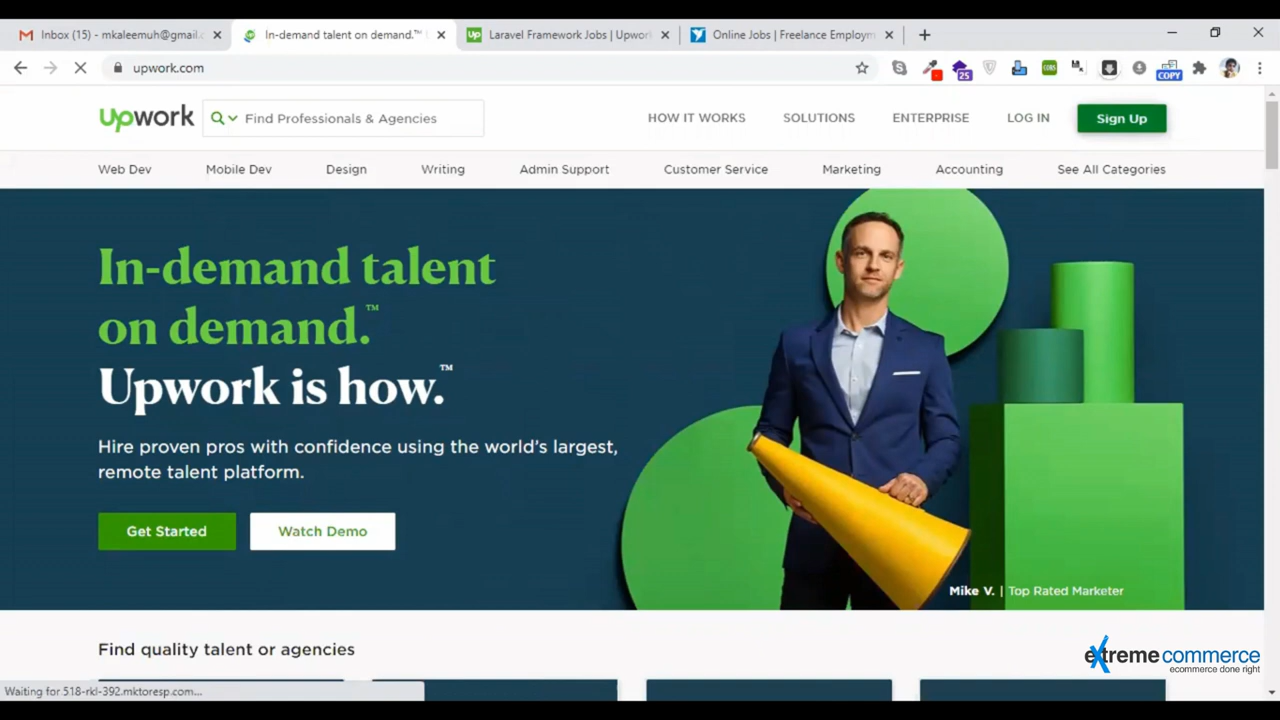 Inbox (15) - mkaleemuh@gmail.c
In-demand talent on demand.™
Up Laravel Framework Jobs | Upwor
Online Jobs | Freelance Employm
upwork.com
25
COBS
COPY
upwork
Find Professionals & Agencies
HOW IT WORKS
SOLUTIONS
ENTERPRISE
LOG IN
Sign Up
Web Dev
Mobile Dev
Design
Writing
Admin Support
Customer Service
Marketing
Accounting
See All Categories
In-demand talent
on demand.™
Upwork is how.™
Hire proven pros with confidence using the world's largest,
remote talent platform.
Get Started
Watch Demo
Mike V. | Top Rated Marketer
Find quality talent or agencies
extreme commerce
ecommerce done right
Waiting for 518-rkl-392.mktoresp.com...